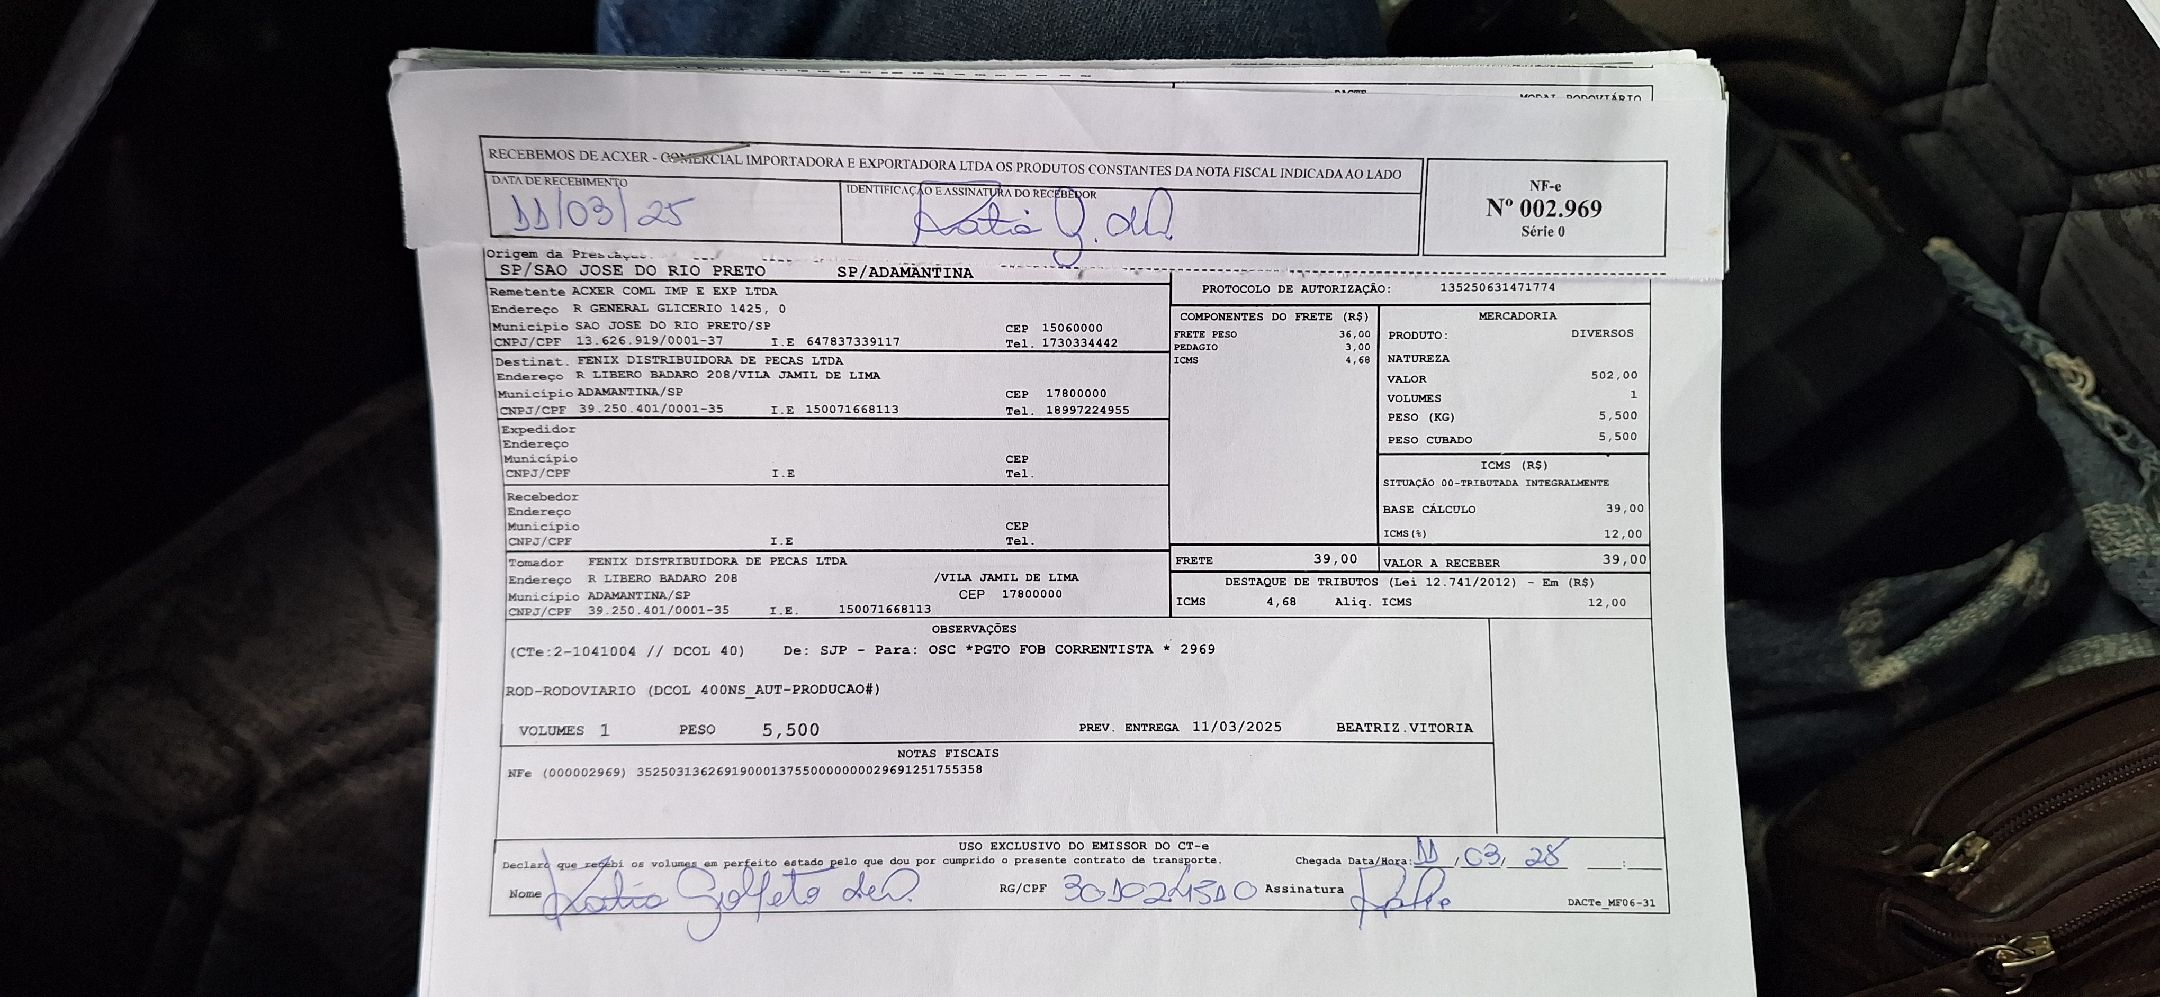 MODAL RODOVIÁRIO
RECEBEMOS DE ACXER - COMERCIAL IMPORTADORA E EXPORTADORA LTDA OS PRODUTOS CONSTANTES DA NOTA FISCAL INDICADA AO LADO
DATA DE RECEBIMENTO
11/03/25
IDENTIFICAÇÃO E ASSINATURA DO RECEBEDOR
Katia G.
NF-e
Nº 002.969
Série 0
Origem da
SP/SAO JOSE DO RIO PRETO SP/ADAMANTINA
Remetente ACXER COML IMP E EXP LTDA
Endereço R GENERAL GLICERIO 1425, 0
Município SAO JOSE DO RIO PRETO/SP CEP 15060000
CNPJ/CPF 13.626.919/0001-37 I.E 647837339117 Tel. 1730334442
Destinat. FENIX DISTRIBUIDORA DE PECAS LTDA
Endereço R LIBERO BADARO 208/VILA JAMIL DE LIMA
Município ADAMANTINA/SP CEP 17800000
CNPJ/CPF 39.250.401/0001-35 I.E 150071668113 Tel. 18997224955
Expedidor
Endereço
Município CEP
CNPJ/CPF I.E Tel.
Recebedor
Endereço
Município CEP
CNPJ/CPF I.E Tel.
Tomador FENIX DISTRIBUIDORA DE PECAS LTDA
Endereço R LIBERO BADARO 208 /VILA JAMIL DE LIMA
Município ADAMANTINA/SP CEP 17800000
CNPJ/CPF 39.250.401/0001-35 I.E. 150071668113
PROTOCOLO DE AUTORIZAÇÃO: 135250631471774
COMPONENTES DO FRETE (R$)
FRETE PESO 36,00
PEDAGIO 3,00
ICMS 4,68
MERCADORIA
PRODUTO: DIVERSOS
NATUREZA
VALOR 502,00
VOLUMES 1
PESO (KG) 5,500
PESO CUBADO 5,500
ICMS (R$)
SITUAÇÃO 00-TRIBUTADA INTEGRALMENTE
BASE CÁLCULO 39,00
ICMS(%) 12,00
FRETE 39,00 VALOR A RECEBER 39,00
DESTAQUE DE TRIBUTOS (Lei 12.741/2012) - Em (R$)
ICMS 4,68 Aliq. ICMS 12,00
OBSERVAÇÕES
(CTe:2-1041004 // DCOL 40) De: SJP - Para: OSC *PGTO FOB CORRENTISTA * 2969
ROD-RODOVIARIO (DCOL 400NS_AUT-PRODUCAO#)
VOLUMES 1 PESO 5,500 PREV. ENTREGA 11/03/2025 BEATRIZ.VITORIA
NOTAS FISCAIS
NFe (000002969) 35250313626919000137550000000029691251755358
USO EXCLUSIVO DO EMISSOR DO CT-e
Declaro que recebi os volumes em perfeito estado pelo que dou por cumprido o presente contrato de transporte. Chegada Data/Hora: 11 /03/ 25 __:__
Nome Katia Golfeto RG/CPF Assinatura
DACTe_MF06-31